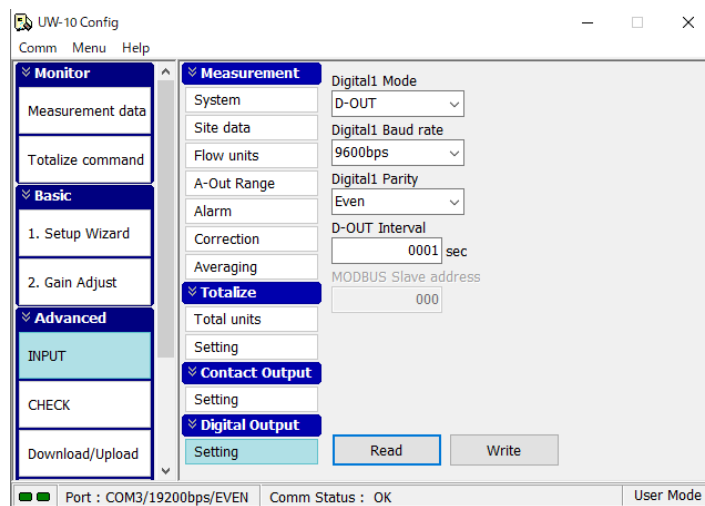 UW-10 Config
Comm Menu Help
Monitor
Measurement data
Totalize command
Basic
1. Setup Wizard
2. Gain Adjust
Advanced
INPUT
CHECK
Download/Upload
Measurement
System
Site data
Flow units
A-Out Range
Alarm
Correction
Averaging
Totalize
Total units
Setting
Contact Output
Setting
Digital Output
Setting
Digital1 Mode
D-OUT
Digital1 Baud rate
9600bps
Digital1 Parity
Even
D-OUT Interval
0001 sec
MODBUS Slave address
000
Read Write
Port : COM3/19200bps/EVEN Comm Status : OK User Mode